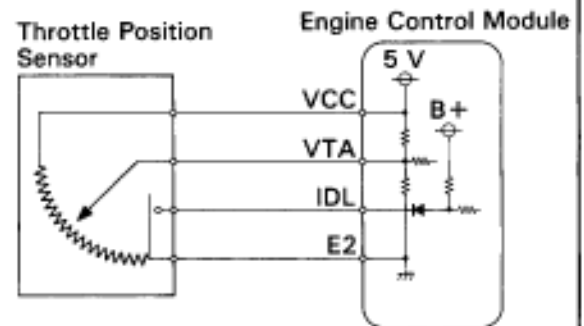 Throttle Position
Sensor
Engine Control Module
5 V
B+
VCC
VTA
IDL
E2